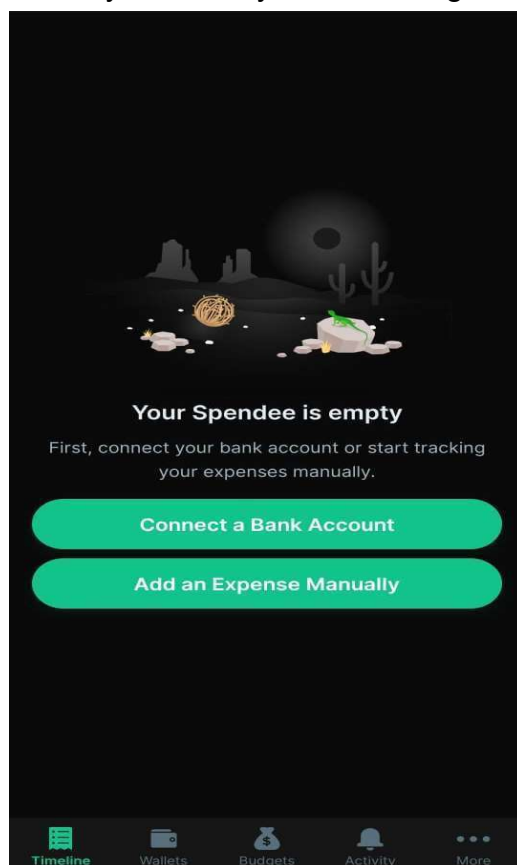 Your Spendee is empty
First, connect your bank account or start tracking
your expenses manually.
Connect a Bank Account
Add an Expense Manually
Timeline Wallets Budgets Activity More